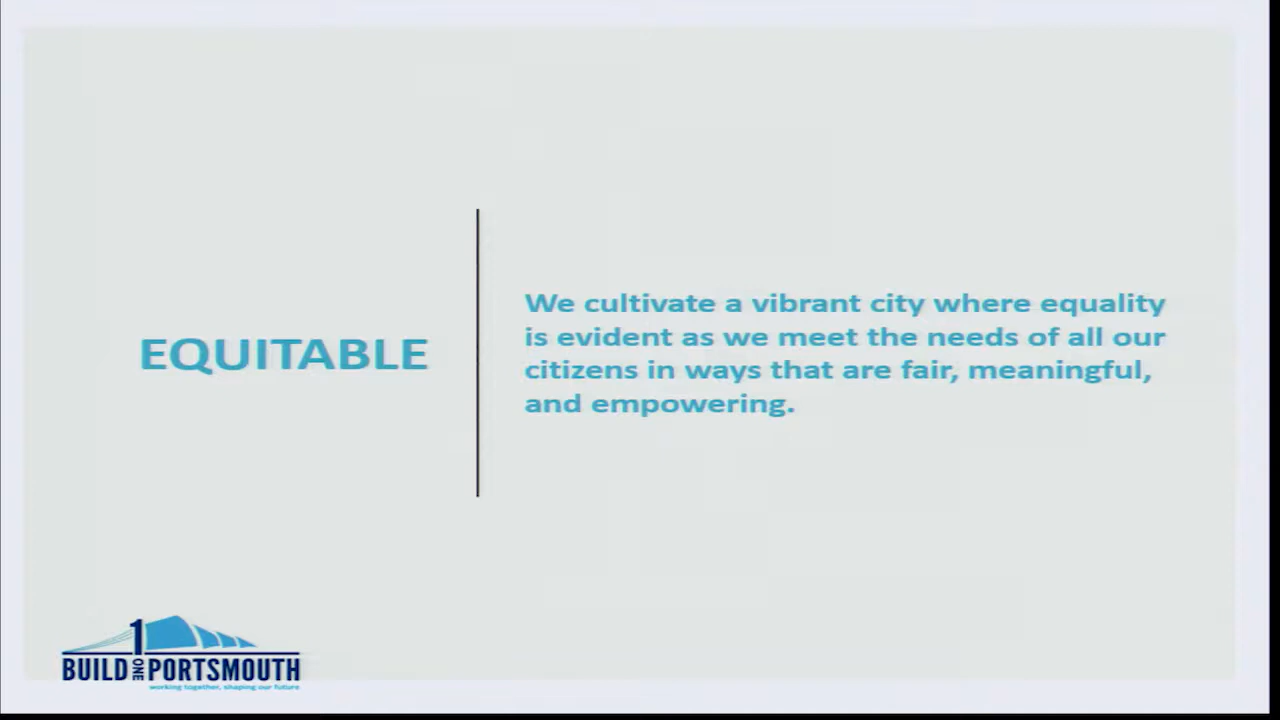 EQUITABLE
We cultivate a vibrant city where equality
is evident as we meet the needs of all our
citizens in ways that are fair, meaningful,
and empowering.
1
BUILD ONE PORTSMOUTH
working together, shaping our future